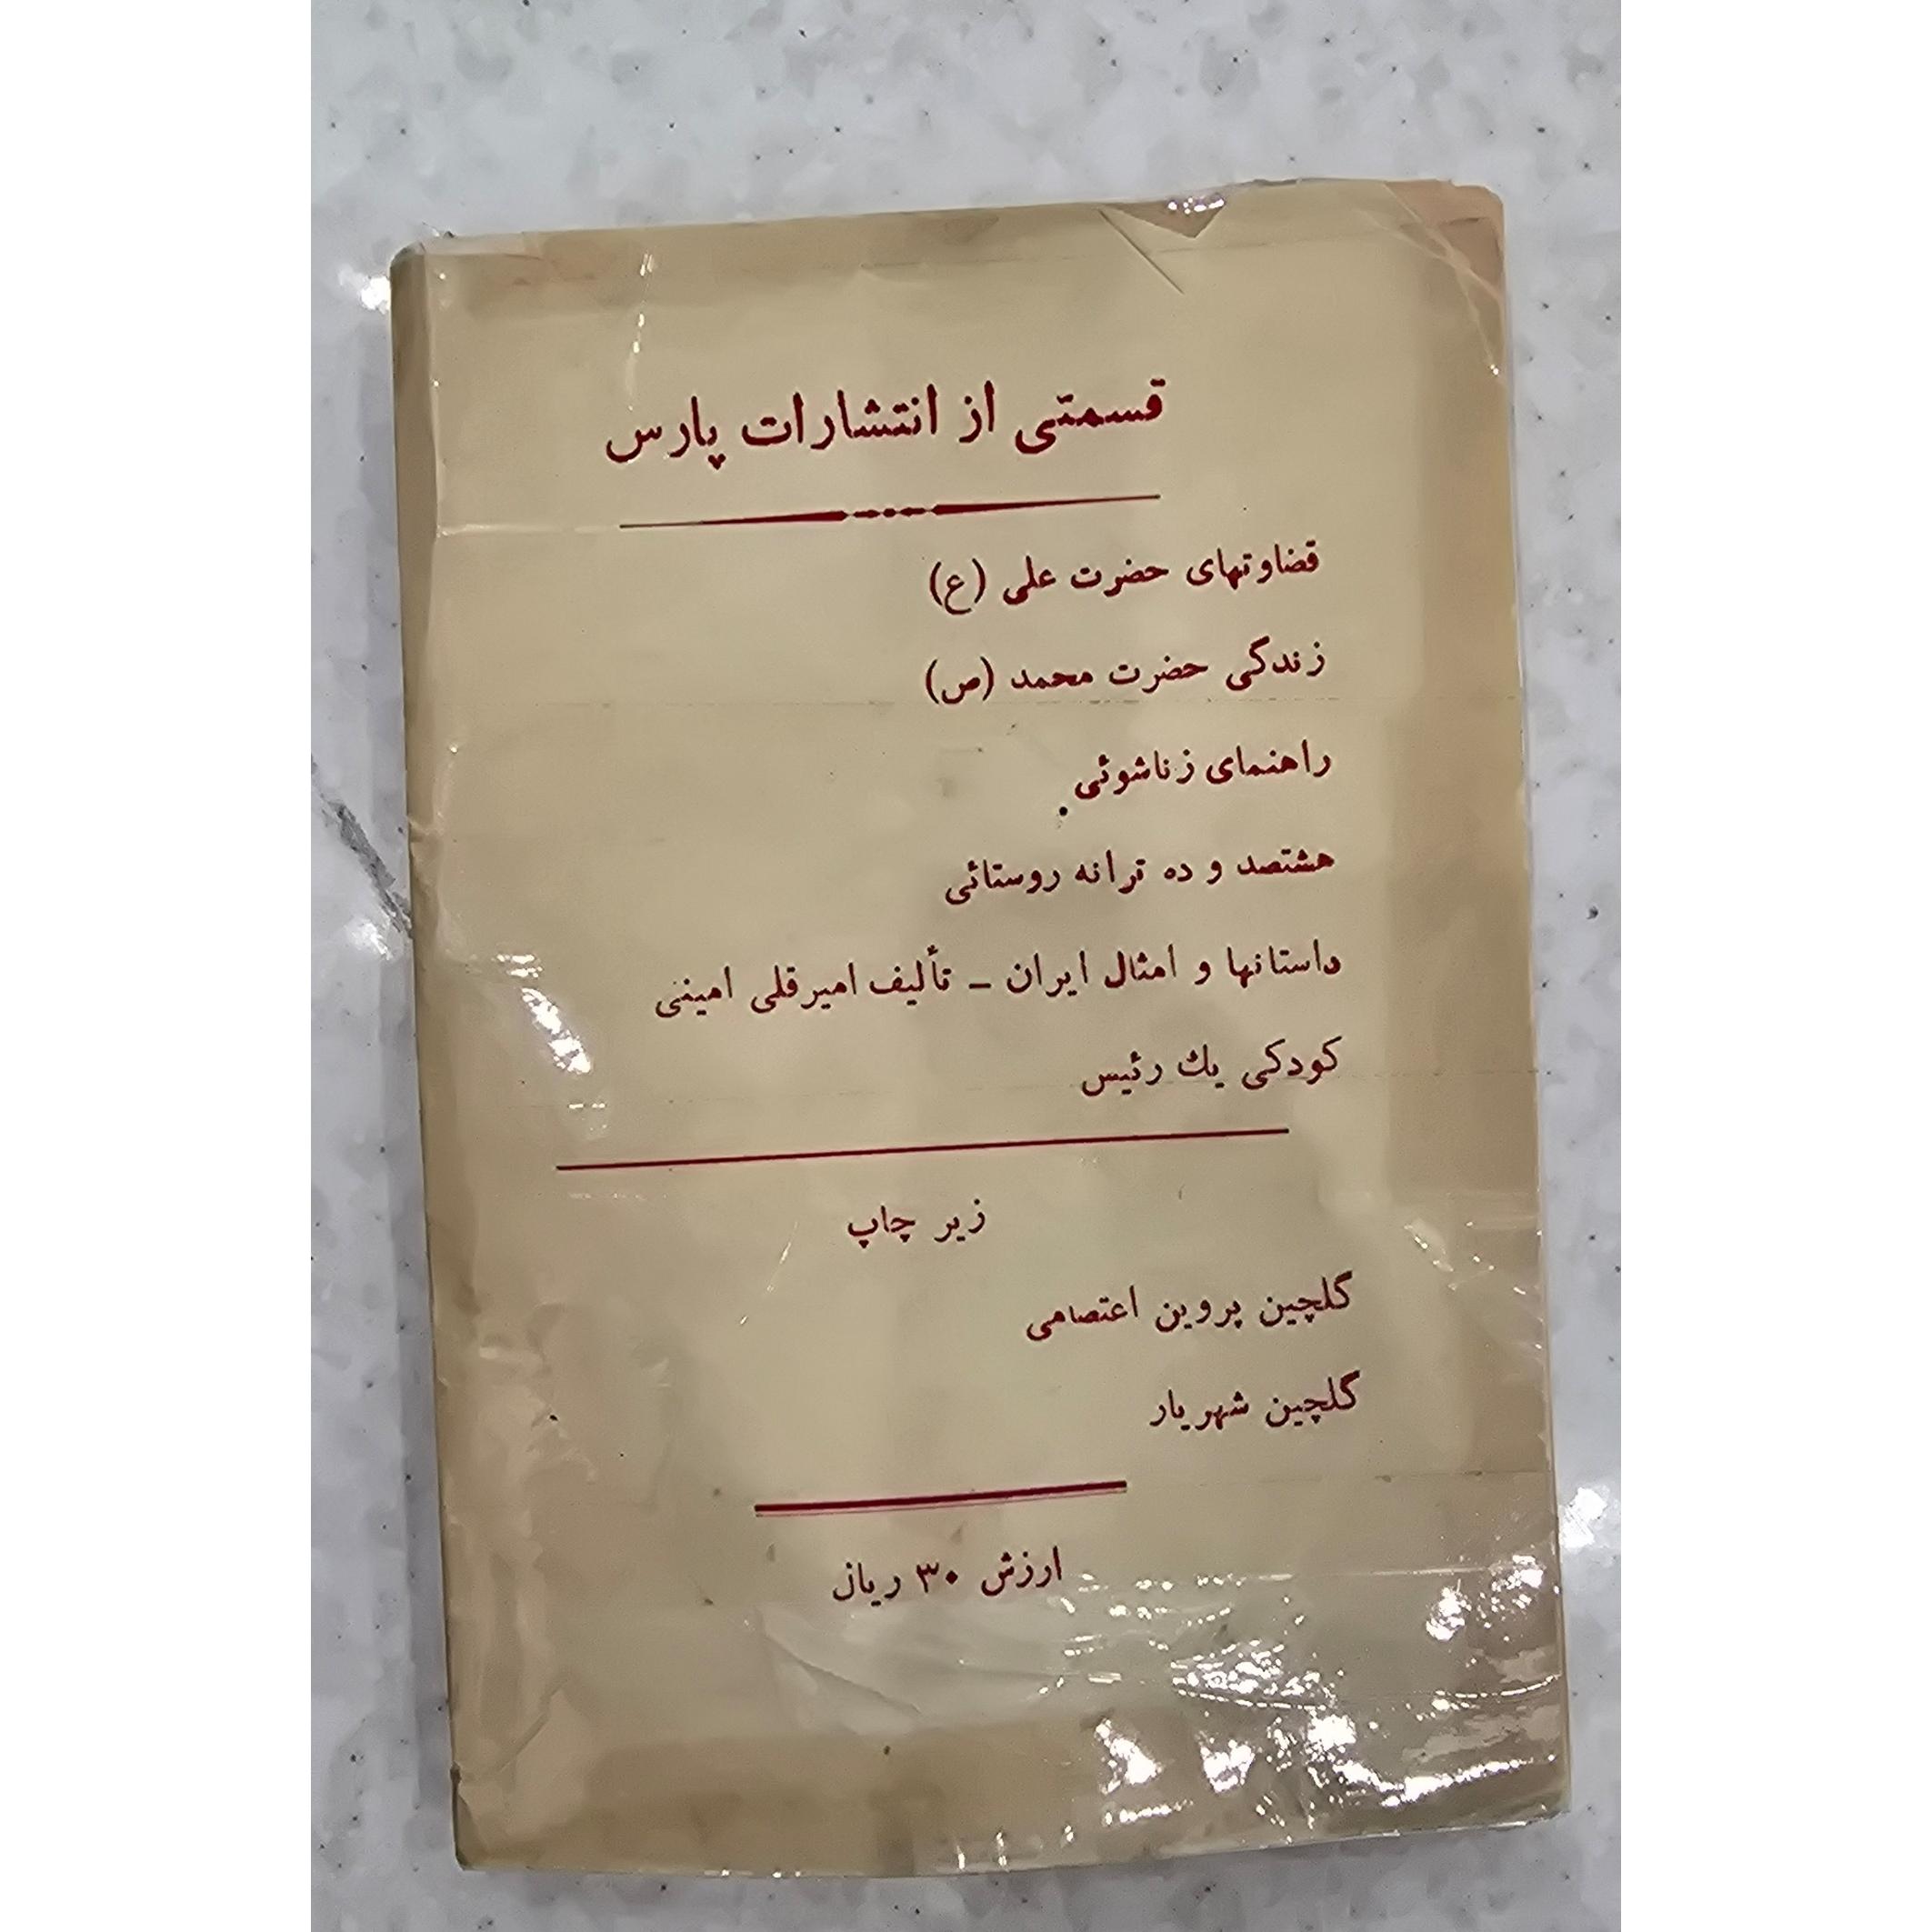 قسمتی از انتشارات پارس
قضاوتهای حضرت علی (ع)
زندگی حضرت محمد (ص)
راهنمای زناشوئی
هشتصد و ده ترانه روستائی
داستانها و امثال ایران - تألیف امیرقلی امینی
کودکی یك رئیس
زیر چاپ
گلچین پروین اعتصامی
گلچین شهریار
ارزش ۳۰ ریال